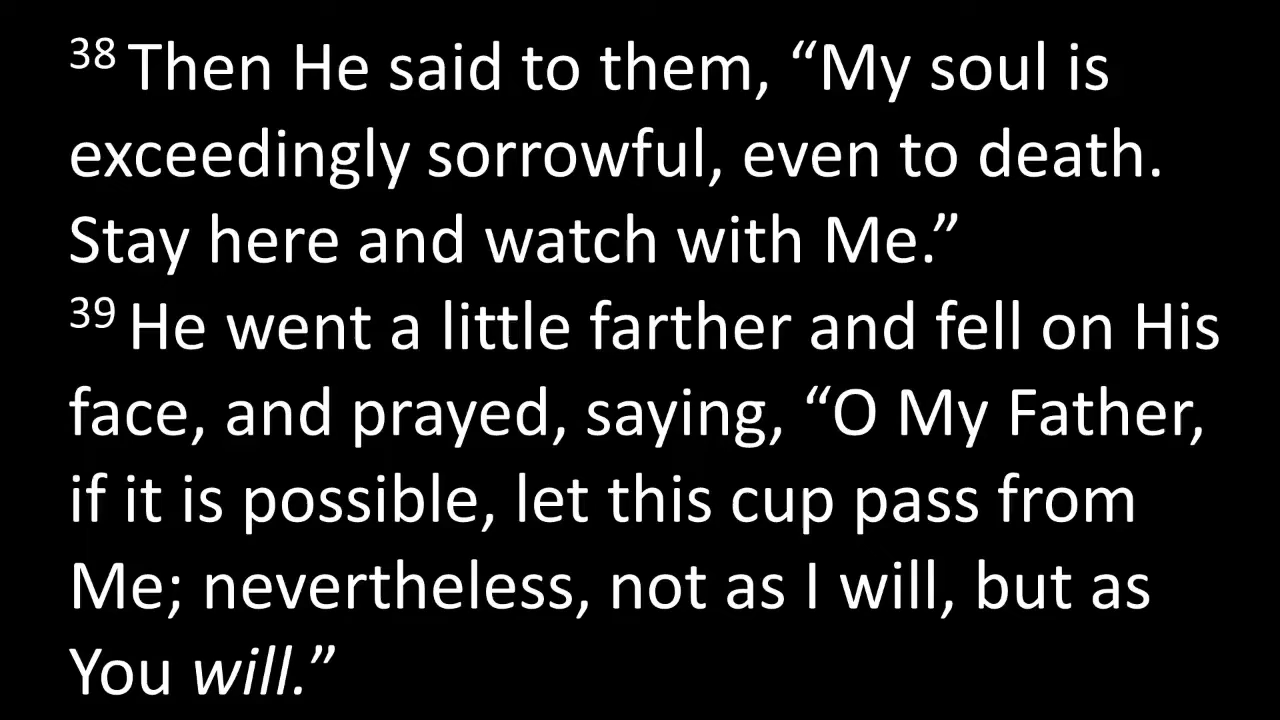 38 Then He said to them, “My soul is
exceedingly sorrowful, even to death.
Stay here and watch with Me.”
39 He went a little farther and fell on His
face, and prayed, saying, “O My Father,
if it is possible, let this cup pass from
Me; nevertheless, not as I will, but as
You will.”